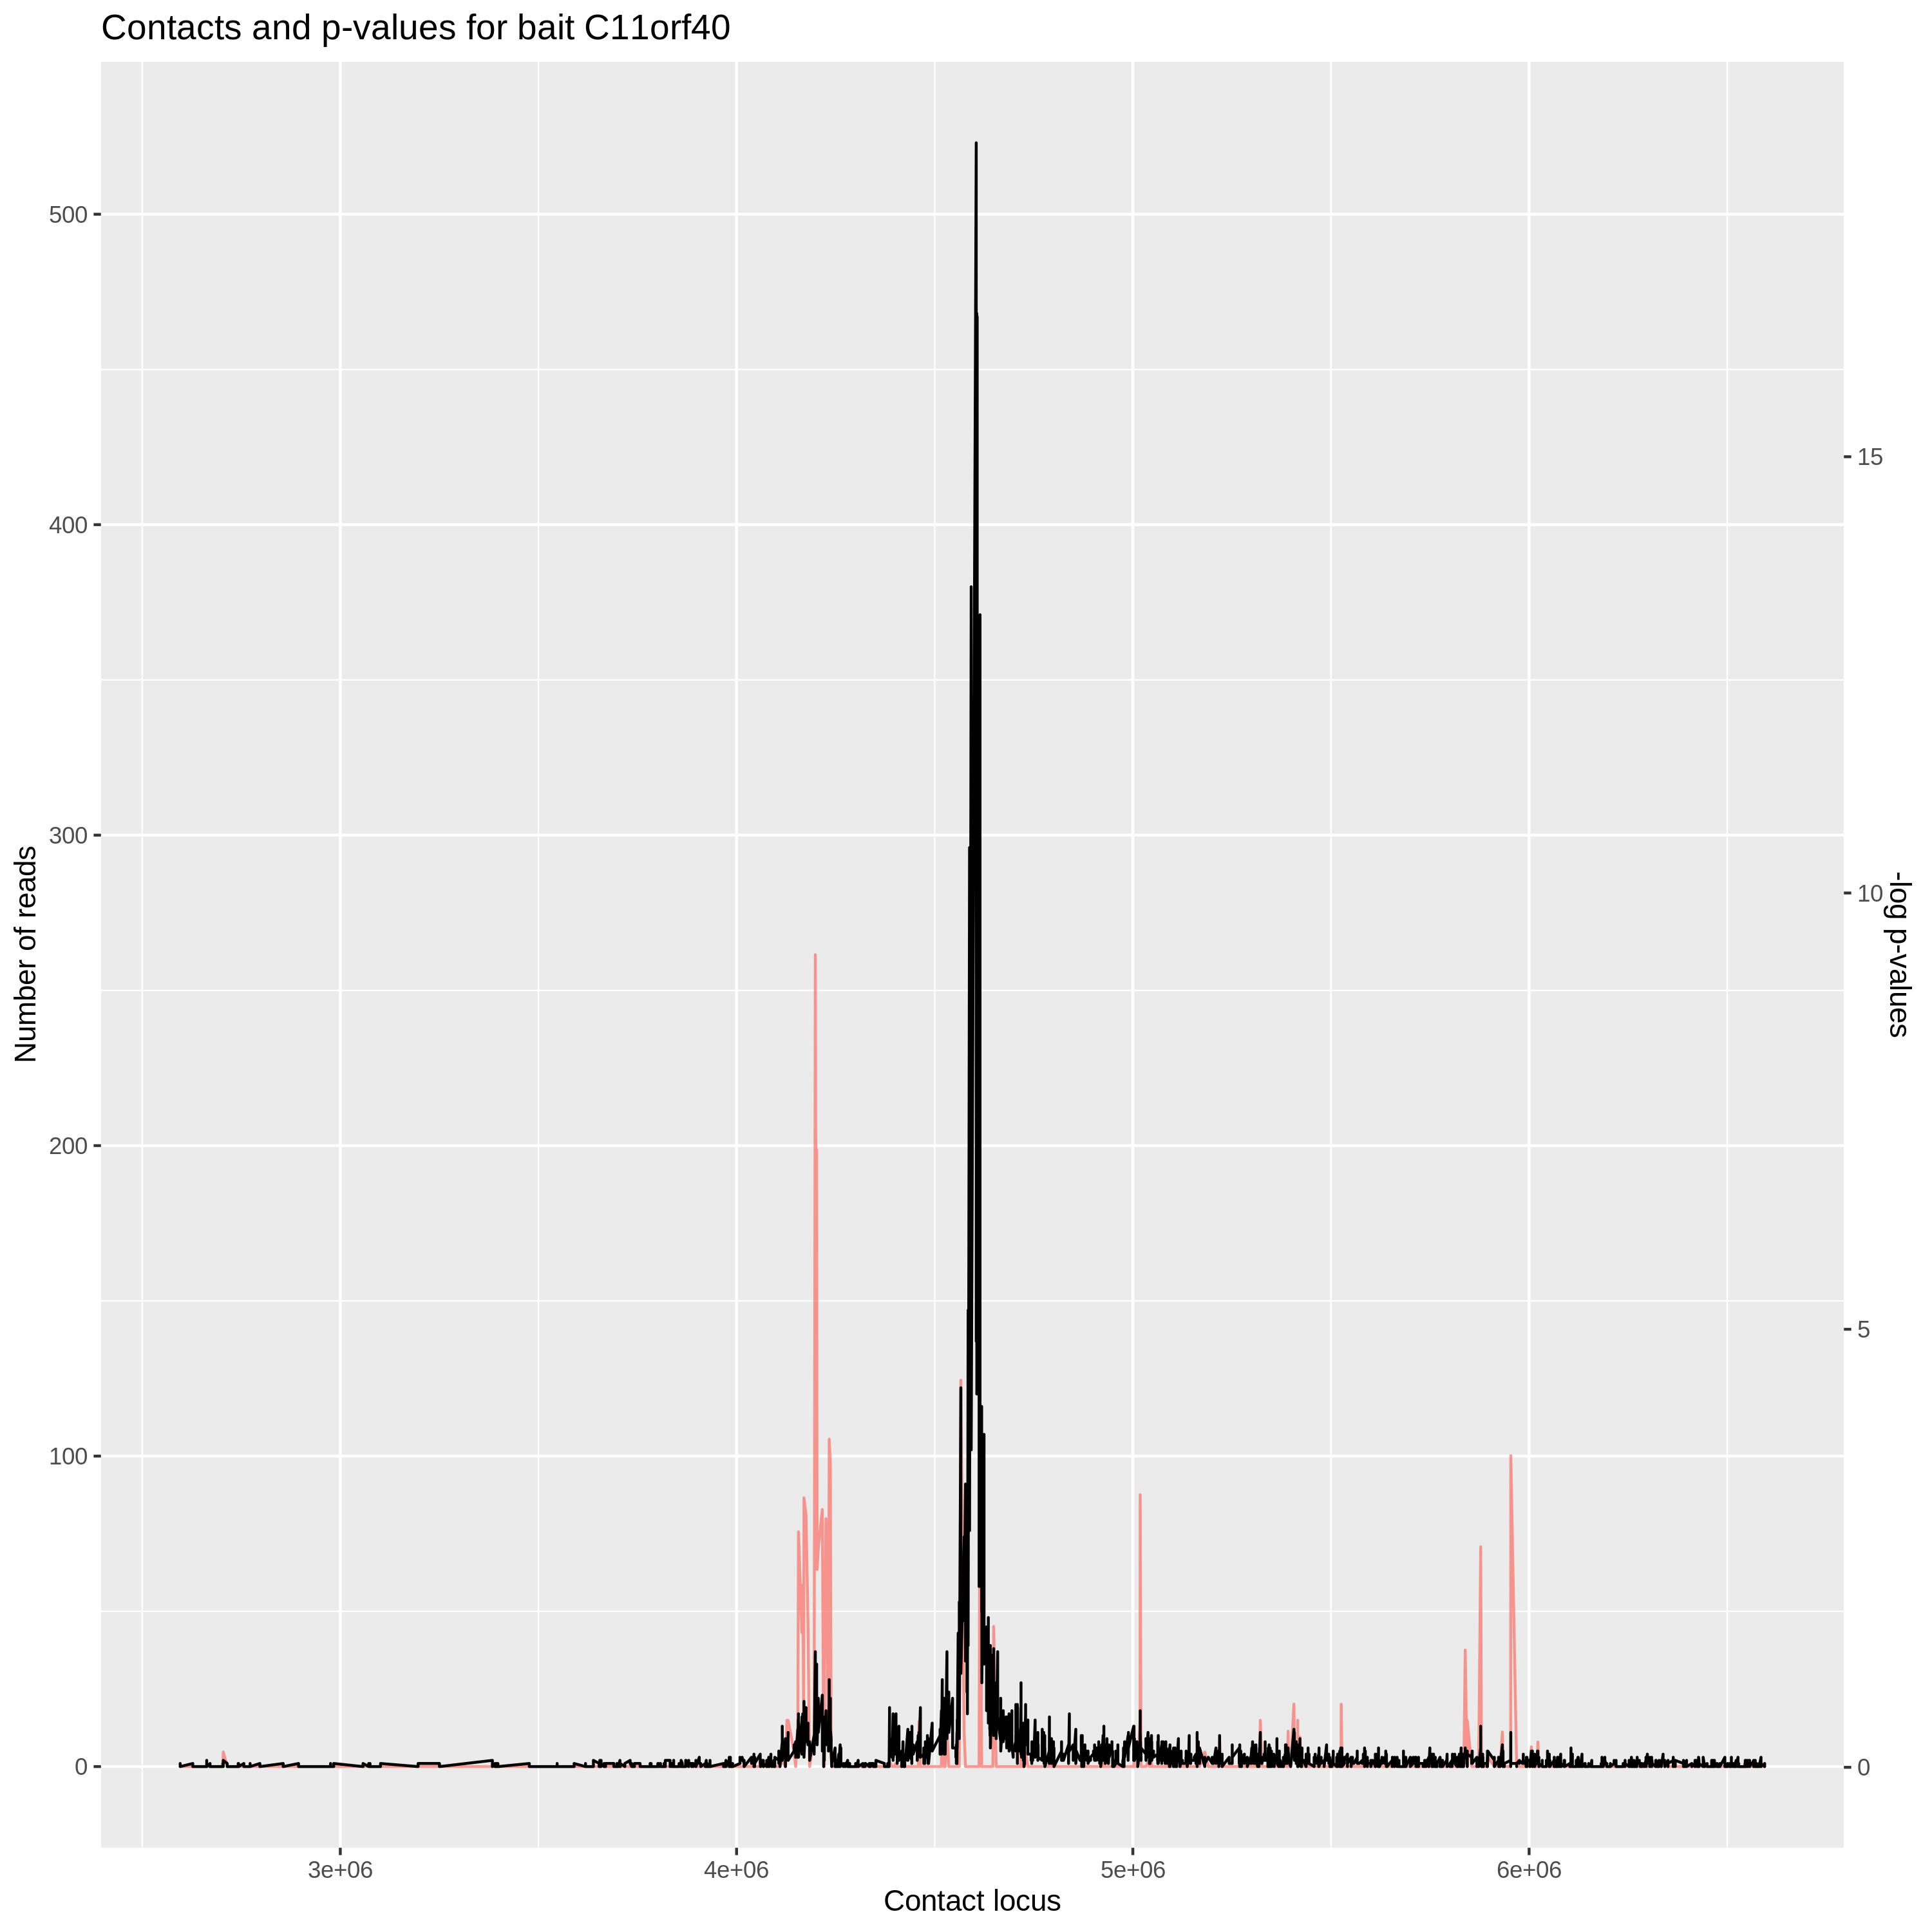 Contacts and p-values for bait C11orf40
500
400
300
200
100
0
Number of reads
15
10
5
0
-log p-values
3e+06
4e+06
5e+06
6e+06
Contact locus